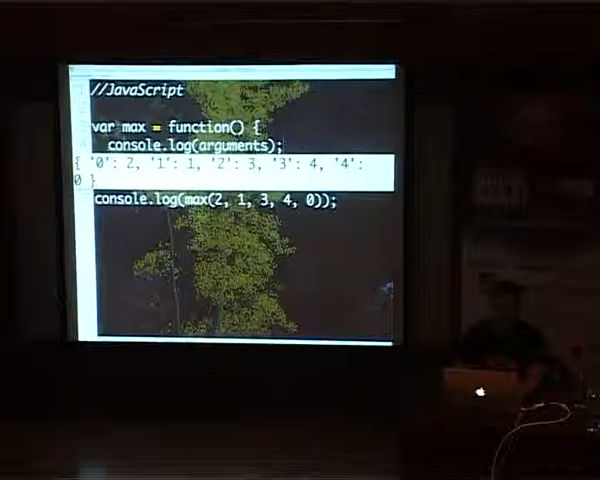 //JavaScript
var max = function() {
console.log(arguments);
{ '0': 2, '1': 1, '2': 3, '3': 4, '4':
0 }
console.log(max(2, 1, 3, 4, 0));